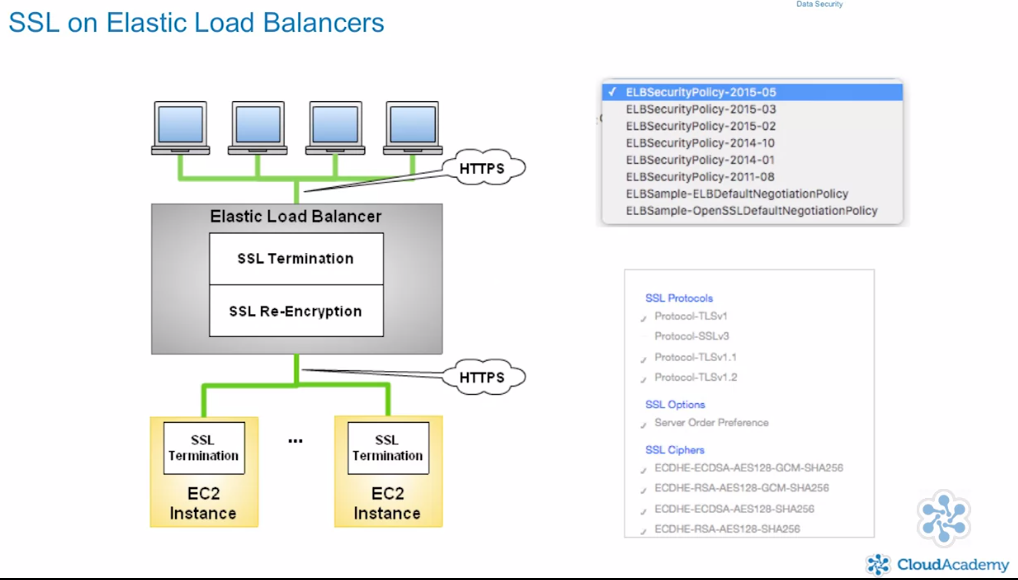 Data Security
SSL on Elastic Load Balancers
HTTPS
Elastic Load Balancer
SSL Termination
SSL Re-Encryption
HTTPS
SSL
Termination
EC2
Instance
...
SSL
Termination
EC2
Instance
✓ ELBSecurityPolicy-2015-05
ELBSecurityPolicy-2015-03
ELBSecurityPolicy-2015-02
ELBSecurityPolicy-2014-10
ELBSecurityPolicy-2014-01
ELBSecurityPolicy-2011-08
ELBSample-ELBDefaultNegotiationPolicy
ELBSample-OpenSSLDefaultNegotiationPolicy
SSL Protocols
Protocol-TLSv1
Protocol-SSLv3
Protocol-TLSv1.1
Protocol-TLSv1.2
SSL Options
Server Order Preference
SSL Ciphers
ECDHE-ECDSA-AES128-GCM-SHA256
ECDHE-RSA-AES128-GCM-SHA256
ECDHE-ECDSA-AES128-SHA256
ECDHE-RSA-AES128-SHA256
CloudAcademy